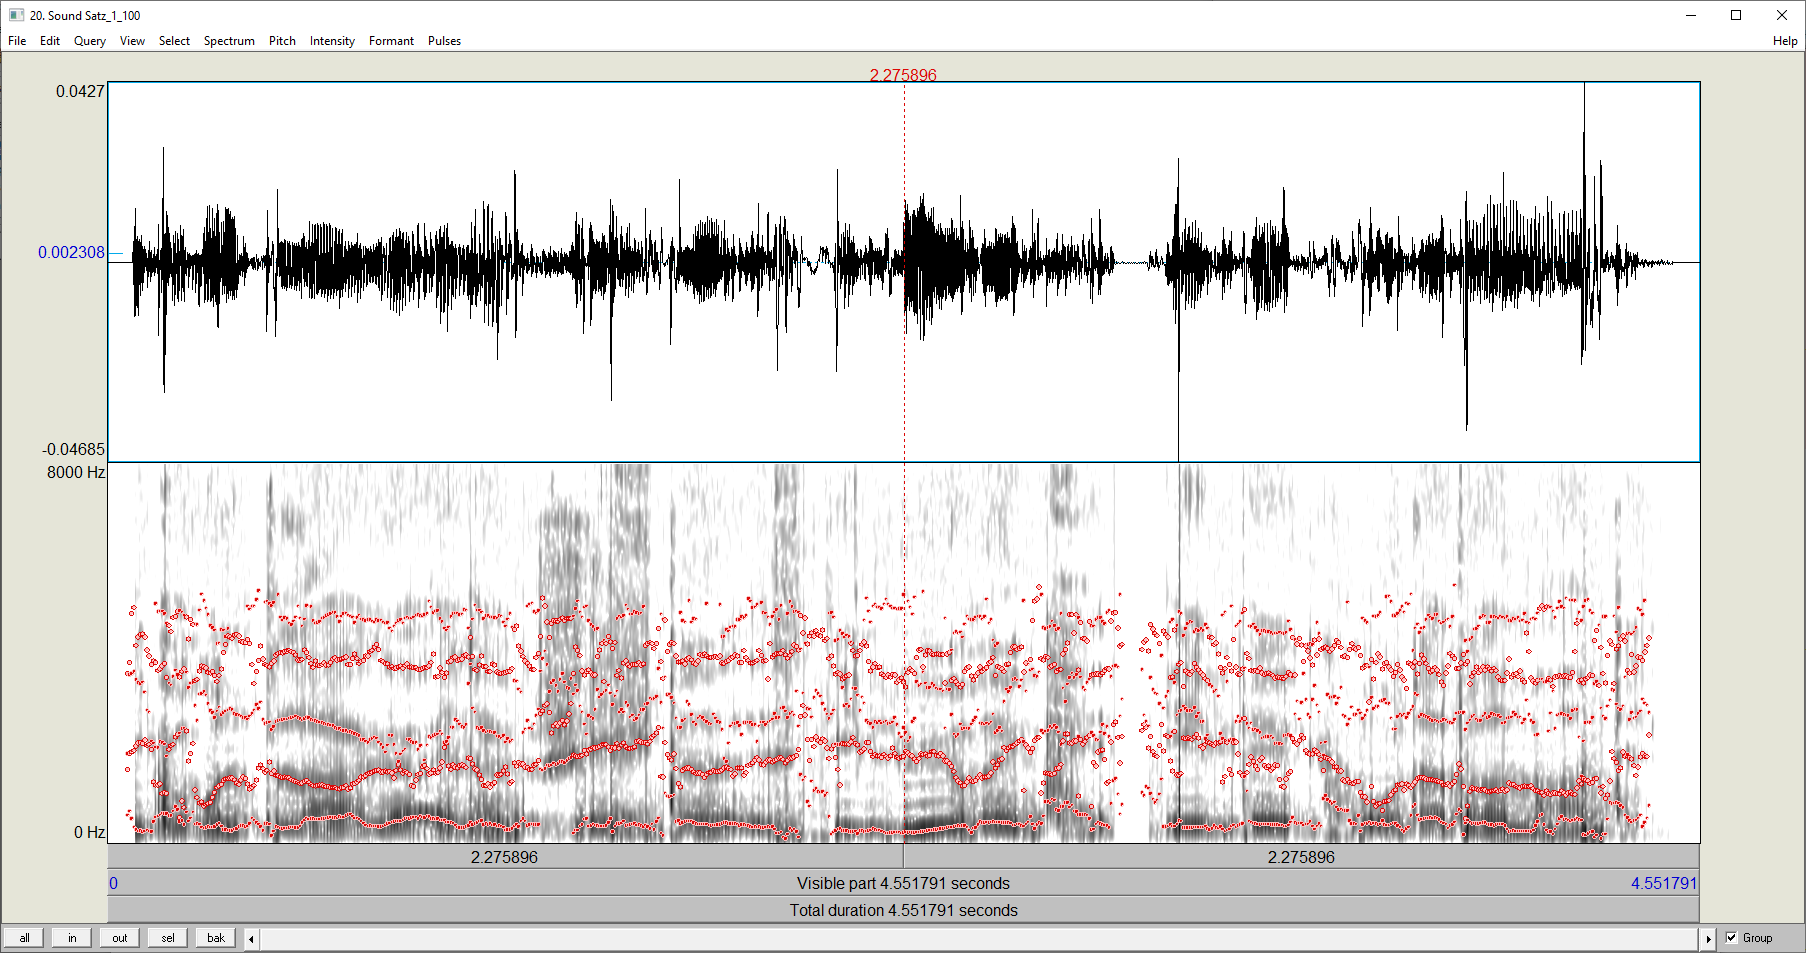 20. Sound Satz_1_100
File Edit Query View Select Spectrum Pitch Intensity Formant Pulses Help
2.275896
0.0427
0.002308
-0.04685
8000 Hz
0 Hz
2.275896 2.275896
0 Visible part 4.551791 seconds 4.551791
Total duration 4.551791 seconds
all in out sel bak Group